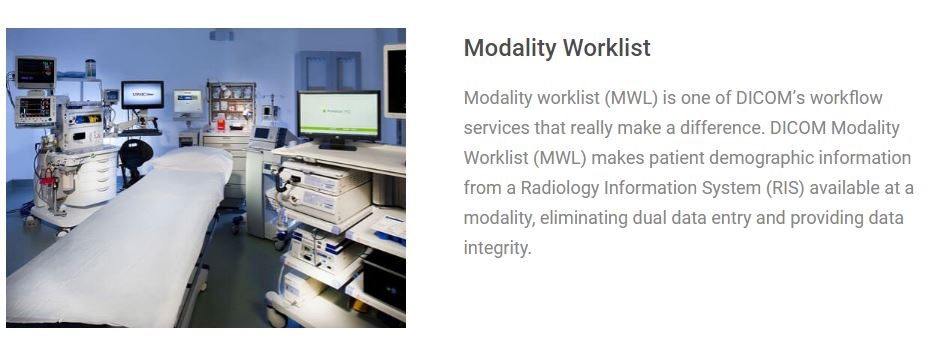 Modality Worklist
Modality worklist (MWL) is one of DICOM's workflow
services that really make a difference. DICOM Modality
Worklist (MWL) makes patient demographic information
from a Radiology Information System (RIS) available at a
modality, eliminating dual data entry and providing data
integrity.